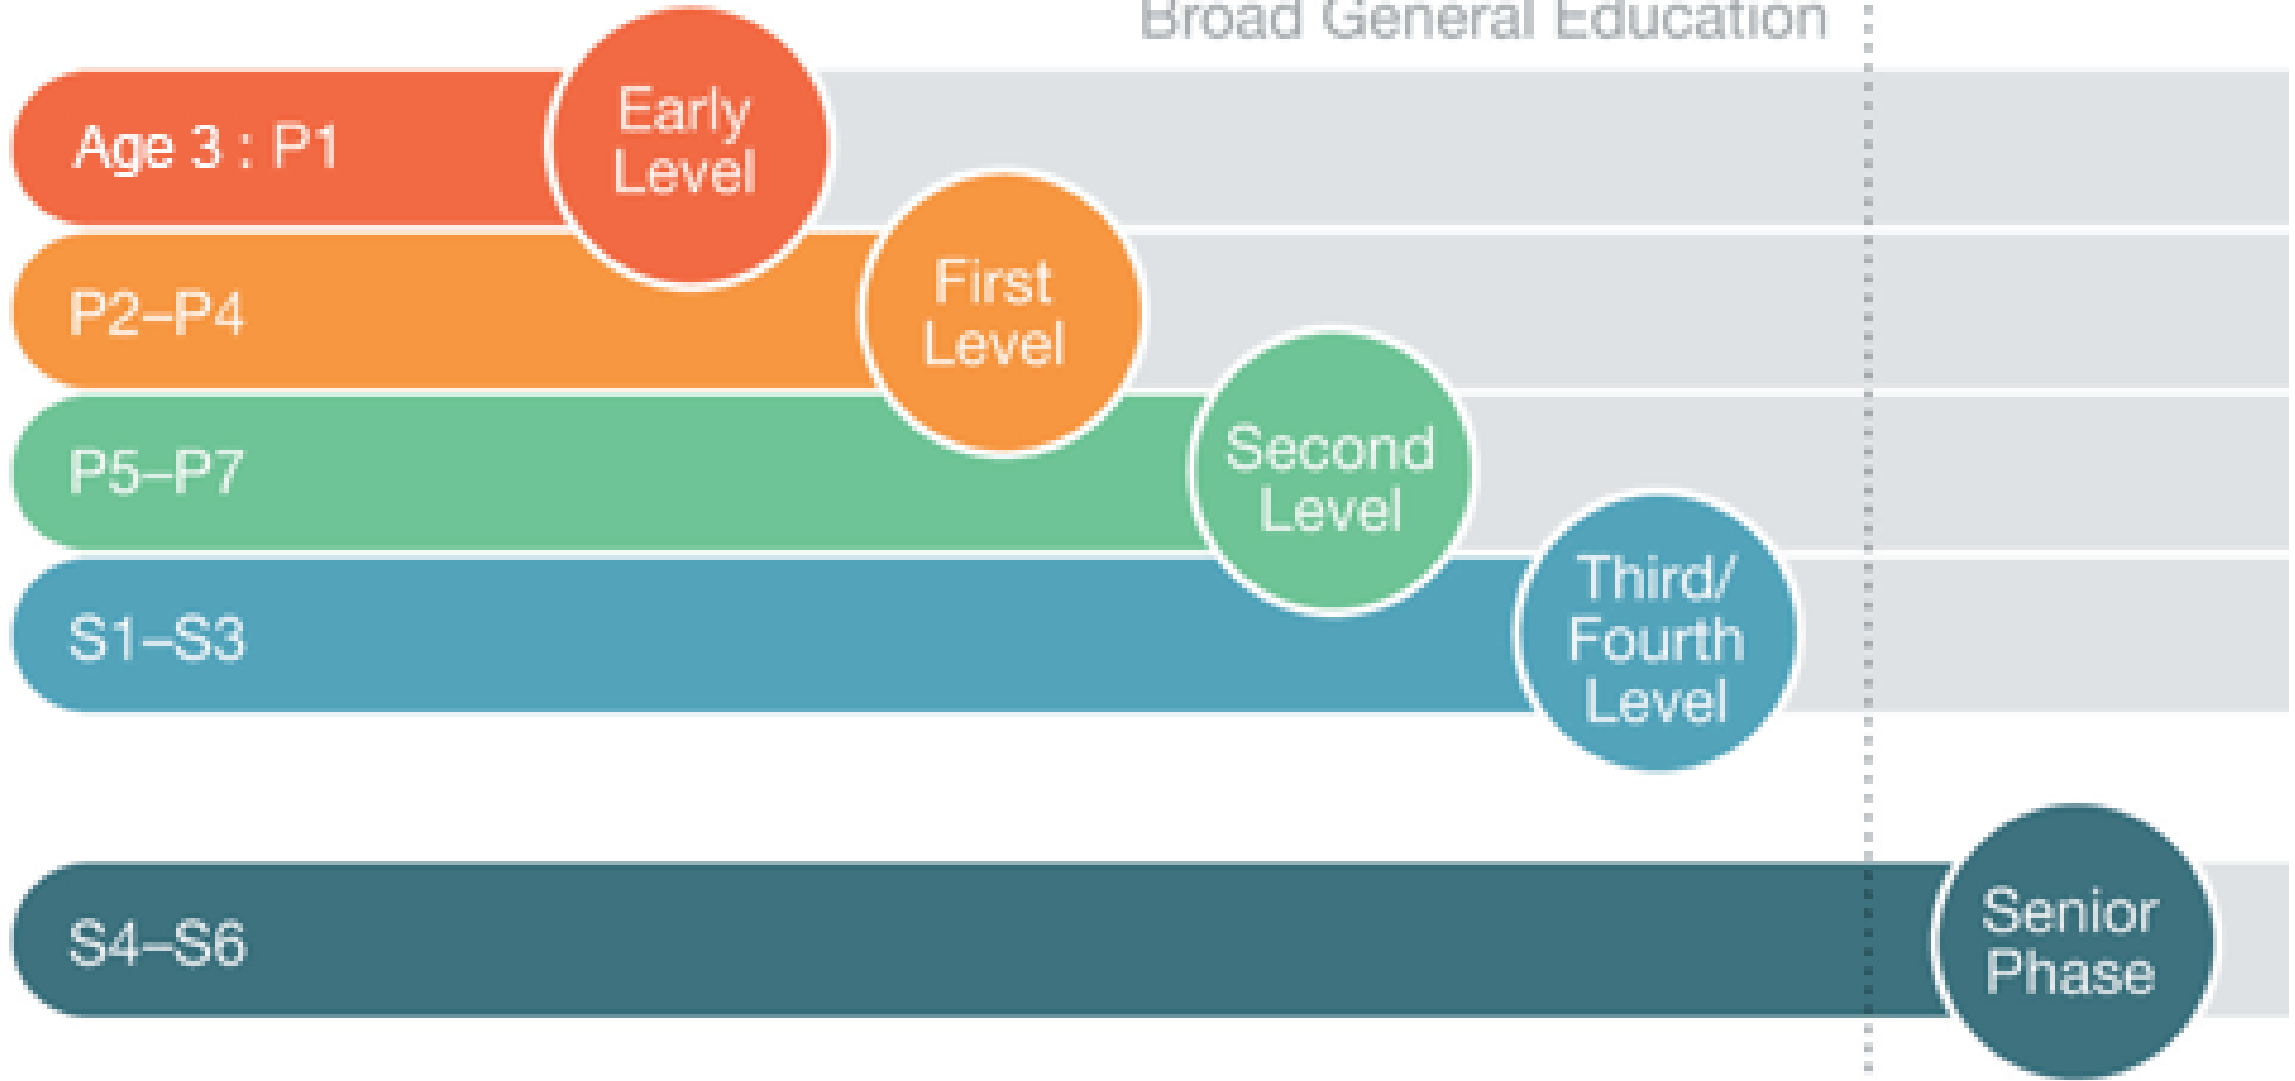 Broad General Education
Age 3 : P1
Early
Level
P2–P4
First
Level
P5–P7
Second
Level
S1–S3
Third/
Fourth
Level
S4–S6
Senior
Phase